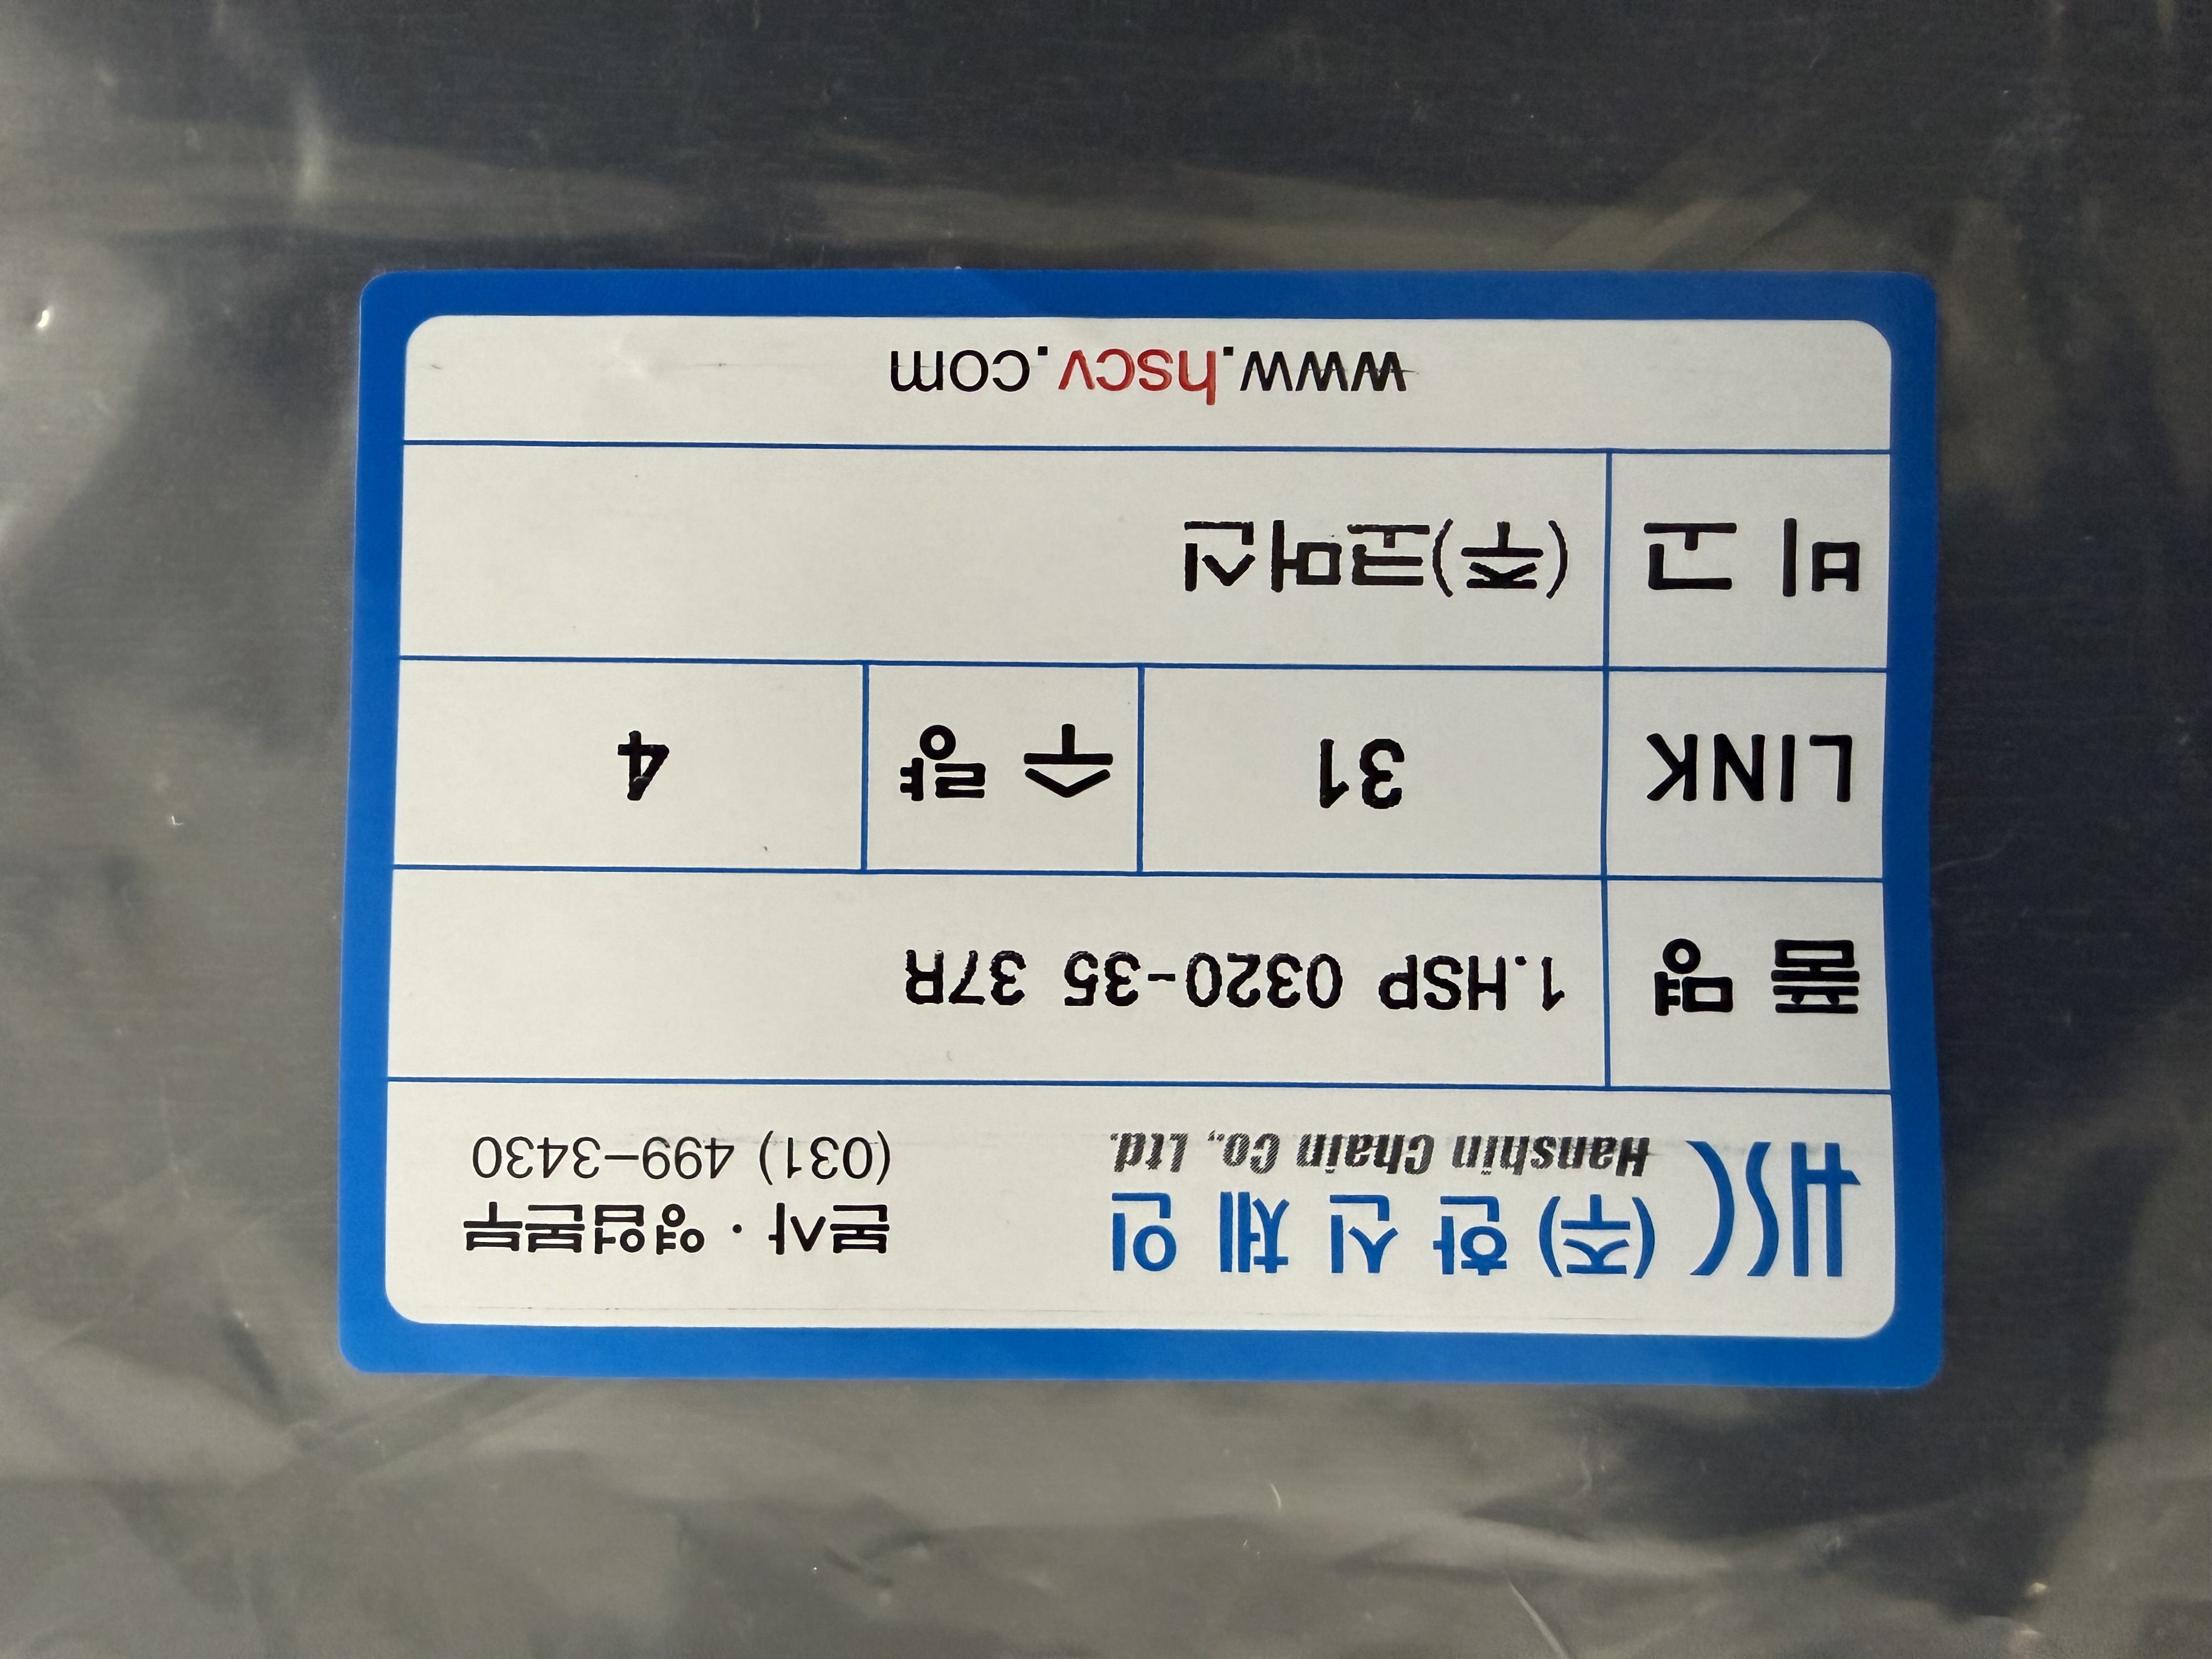 HSC (주) 한 신 체 인
Hanshin Chain Co., Ltd.
본사 · 영업본부
(031) 499-3430
품 명 1.HSP 0320-35 37R
LINK 31 수 량 4
비 고 (주)코머신
www.hscv.com